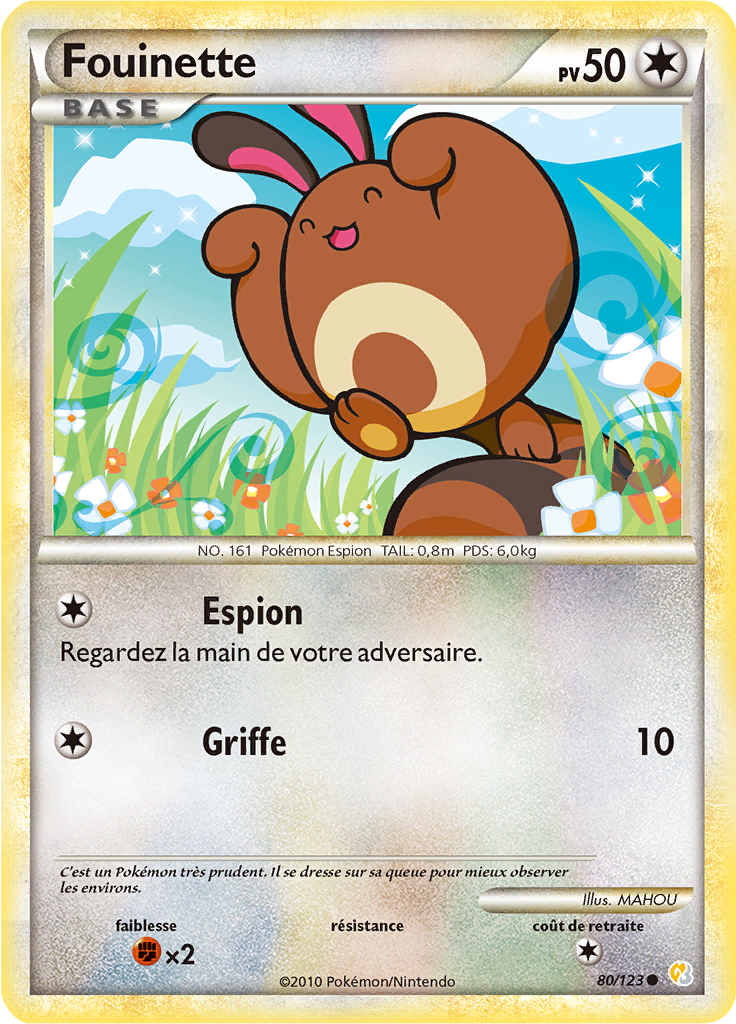 Fouinette
PV 50
BASE
NO. 161 Pokémon Espion TAIL: 0,8m PDS: 6,0kg
Espion
Regardez la main de votre adversaire.
Griffe 10
C'est un Pokémon très prudent. Il se dresse sur sa queue pour mieux observer
les environs.
Illus. MAHOU
faiblesse résistance coût de retraite
×2
©2010 Pokémon/Nintendo
80/123